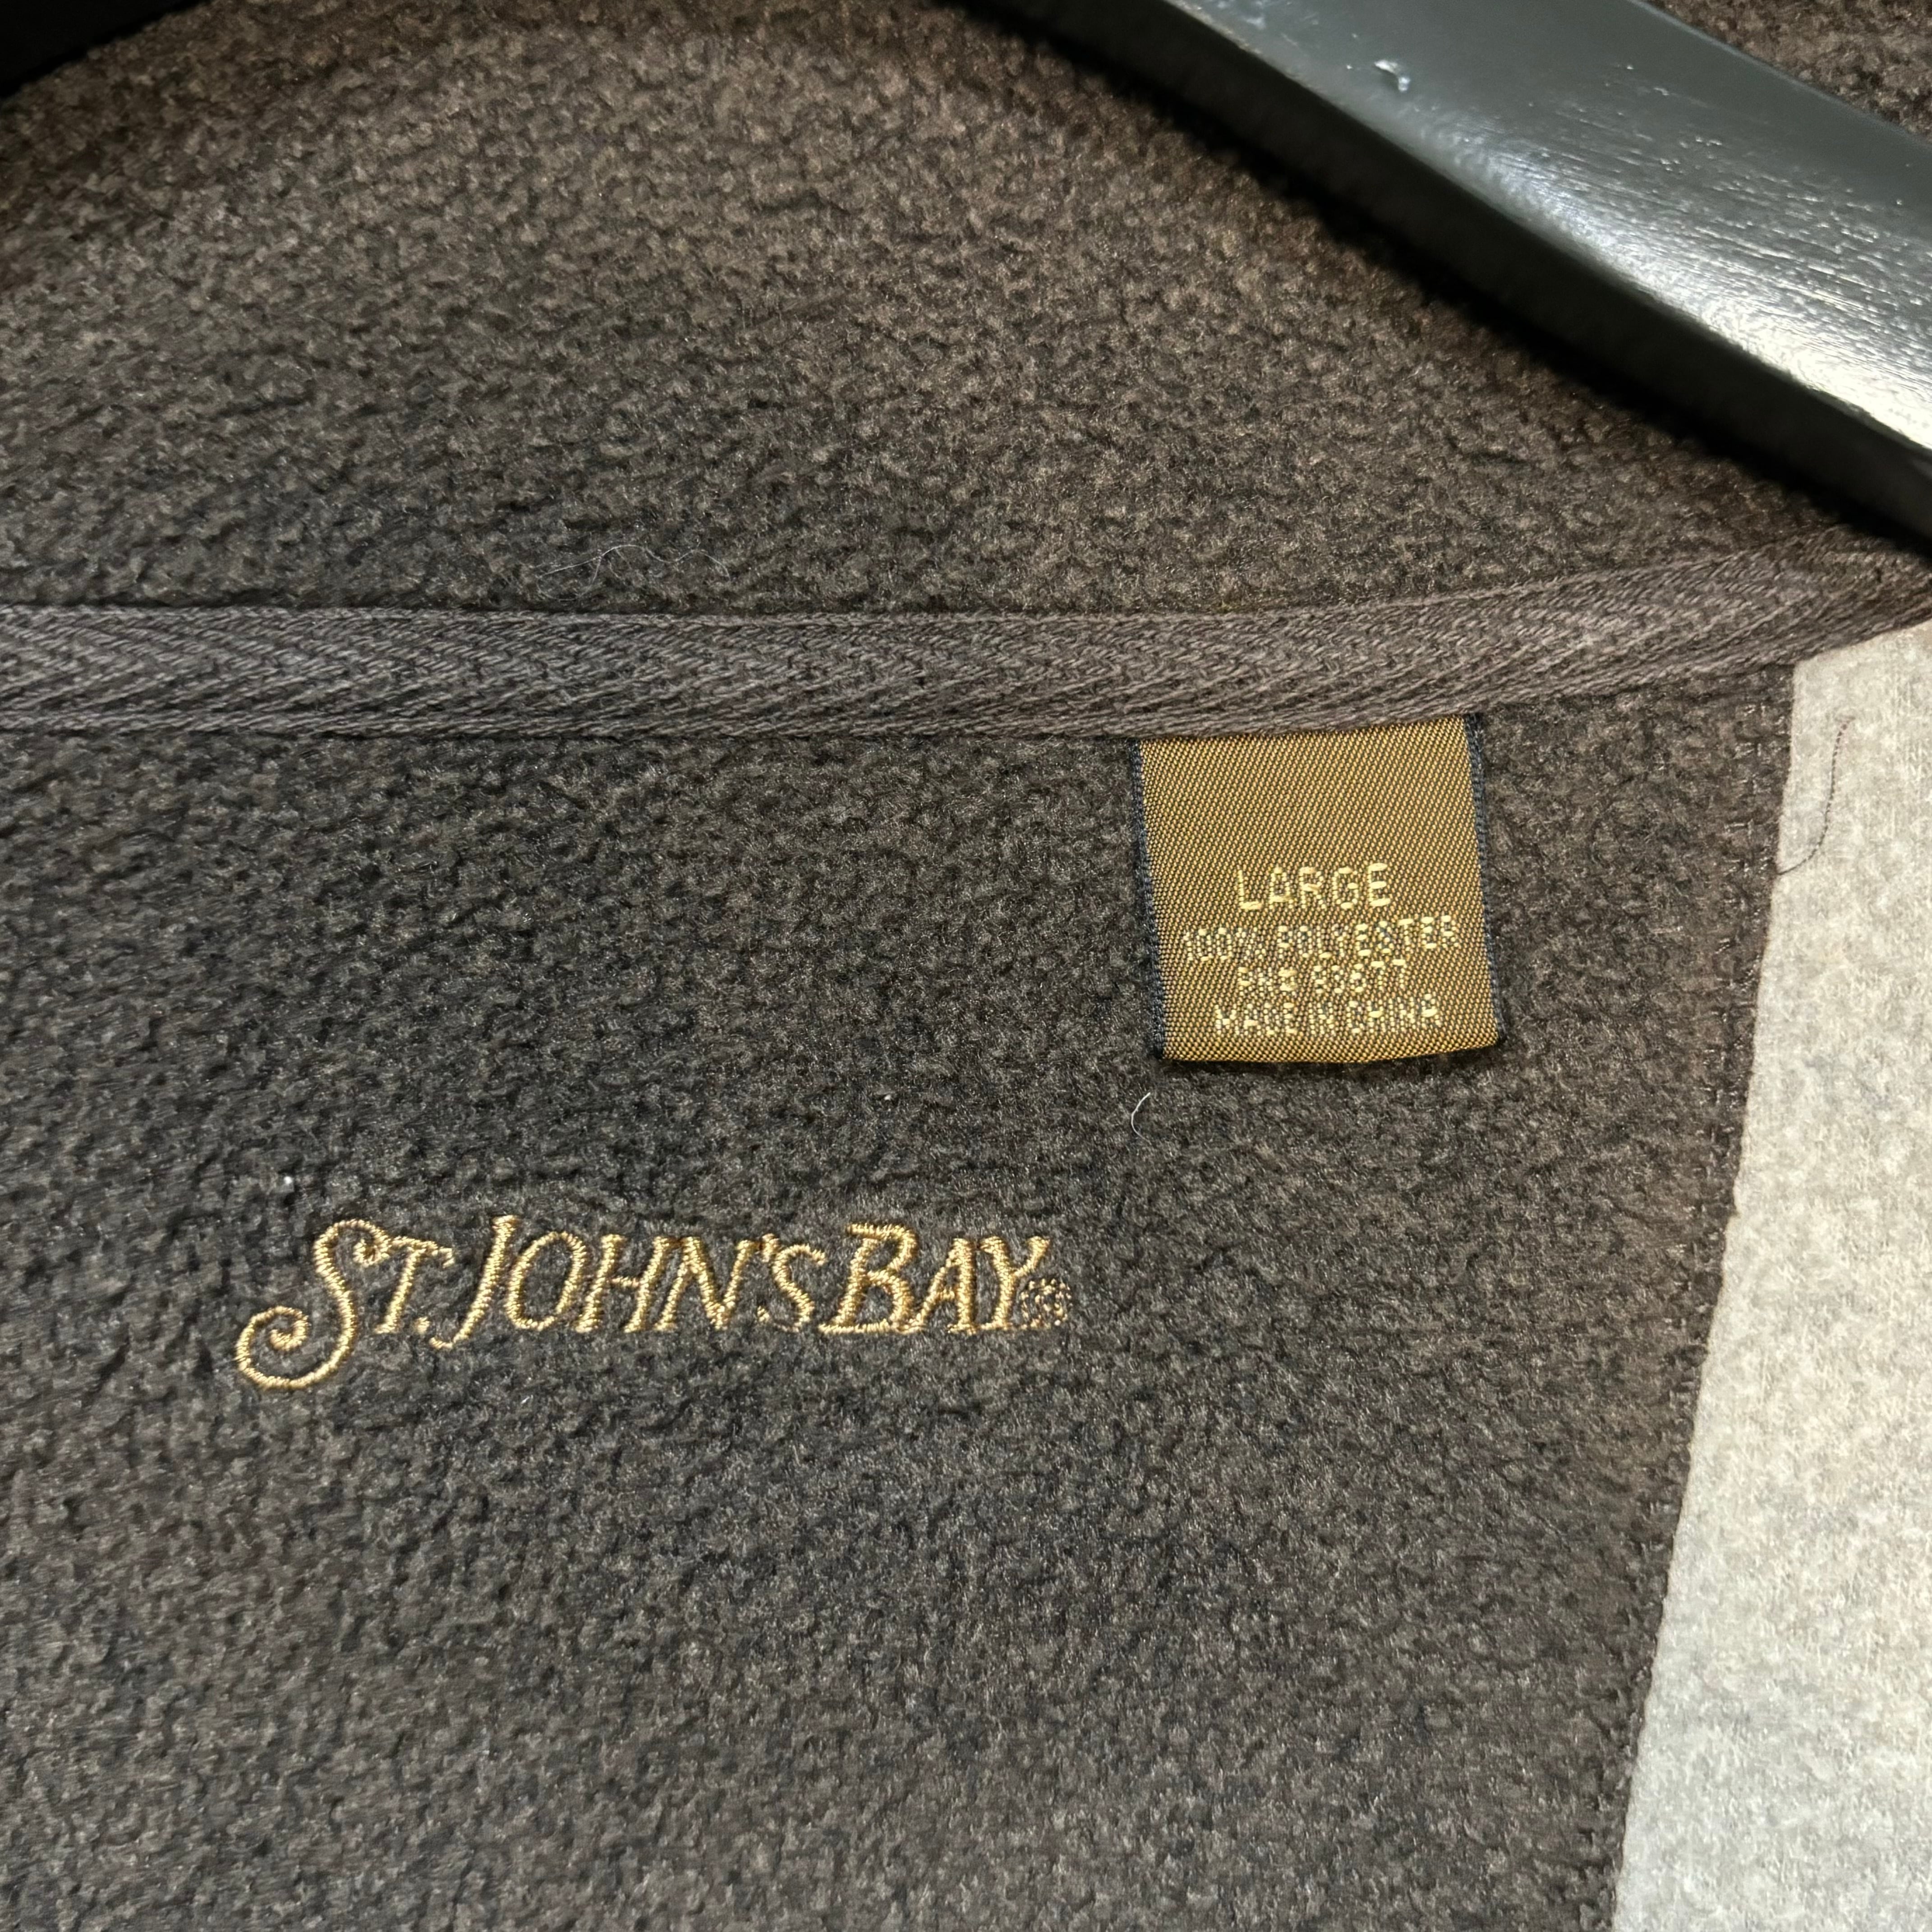 LARGE
100% POLYESTER
MADE IN CHINA
ST. JOHN'S BAY®